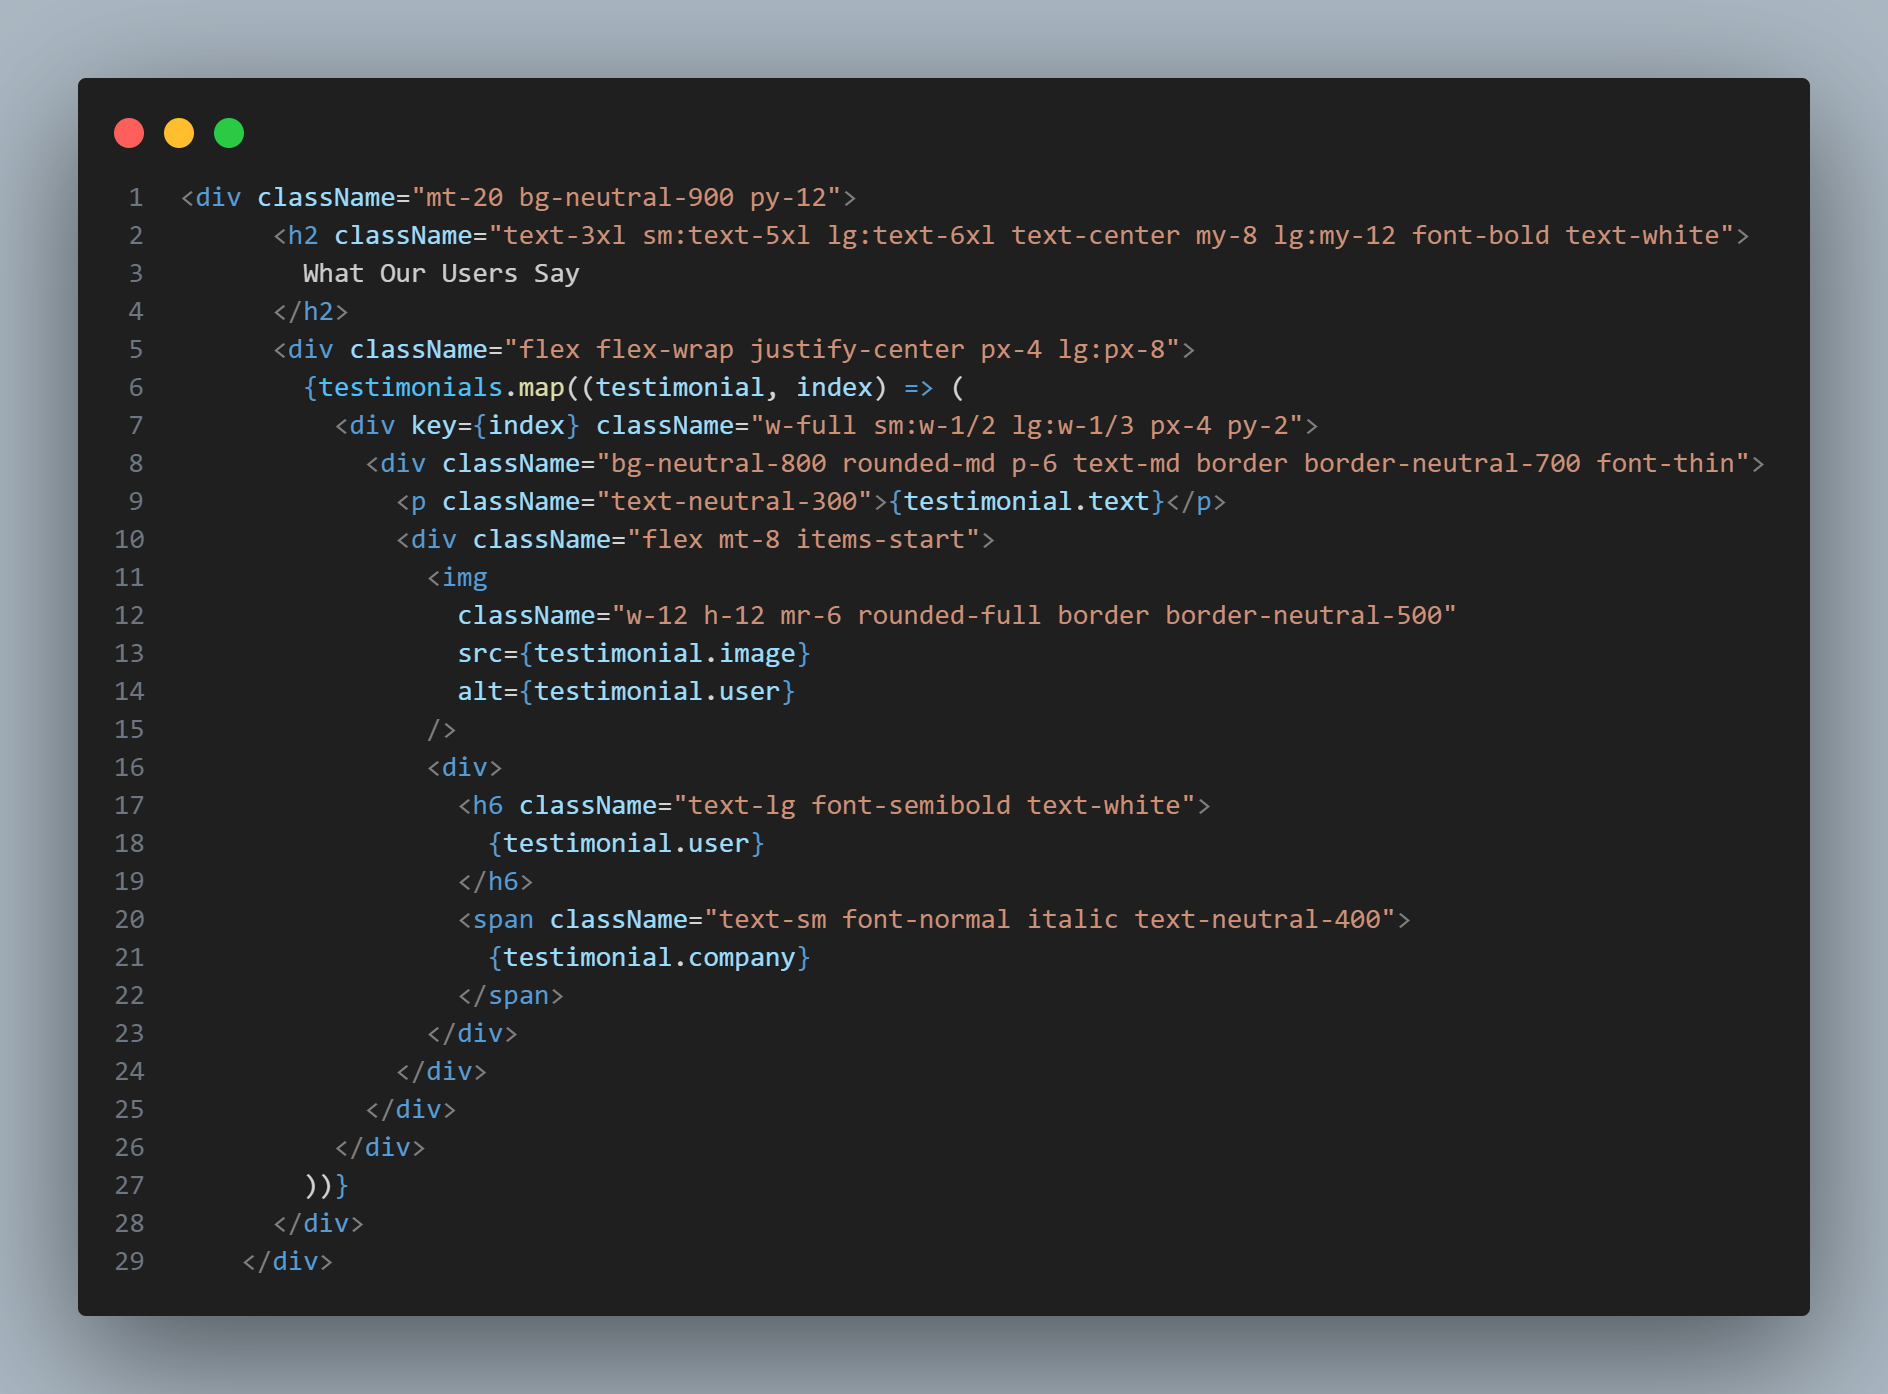 1 <div className="mt-20 bg-neutral-900 py-12">
2       <h2 className="text-3xl sm:text-5xl lg:text-6xl text-center my-8 lg:my-12 font-bold text-white">
3         What Our Users Say
4       </h2>
5       <div className="flex flex-wrap justify-center px-4 lg:px-8">
6         {testimonials.map((testimonial, index) => (
7           <div key={index} className="w-full sm:w-1/2 lg:w-1/3 px-4 py-2">
8             <div className="bg-neutral-800 rounded-md p-6 text-md border border-neutral-700 font-thin">
9               <p className="text-neutral-300">{testimonial.text}</p>
10               <div className="flex mt-8 items-start">
11                 <img
12                   className="w-12 h-12 mr-6 rounded-full border border-neutral-500"
13                   src={testimonial.image}
14                   alt={testimonial.user}
15                 />
16                 <div>
17                   <h6 className="text-lg font-semibold text-white">
18                     {testimonial.user}
19                   </h6>
20                   <span className="text-sm font-normal italic text-neutral-400">
21                     {testimonial.company}
22                   </span>
23                 </div>
24               </div>
25             </div>
26           </div>
27         ))}
28       </div>
29     </div>